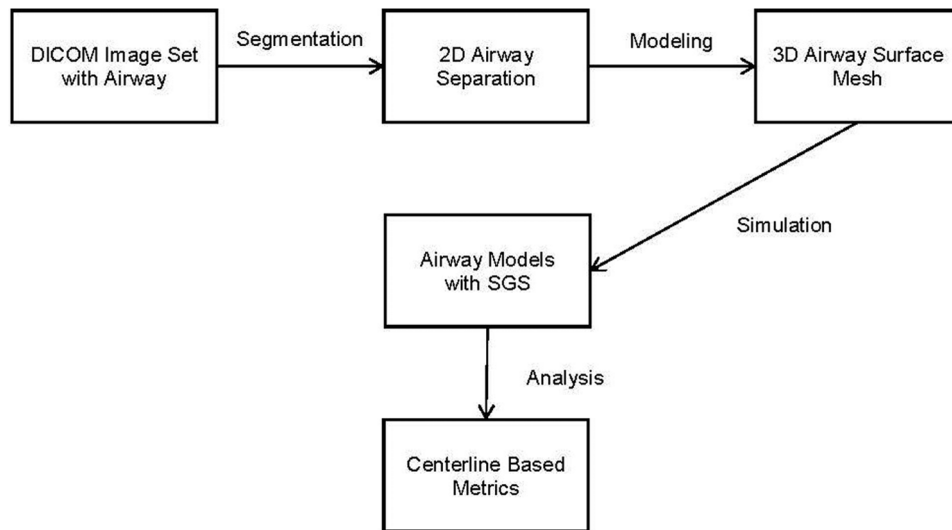 DICOM Image Set
with Airway
Segmentation
2D Airway
Separation
Modeling
3D Airway Surface
Mesh
Simulation
Airway Models
with SGS
Analysis
Centerline Based
Metrics